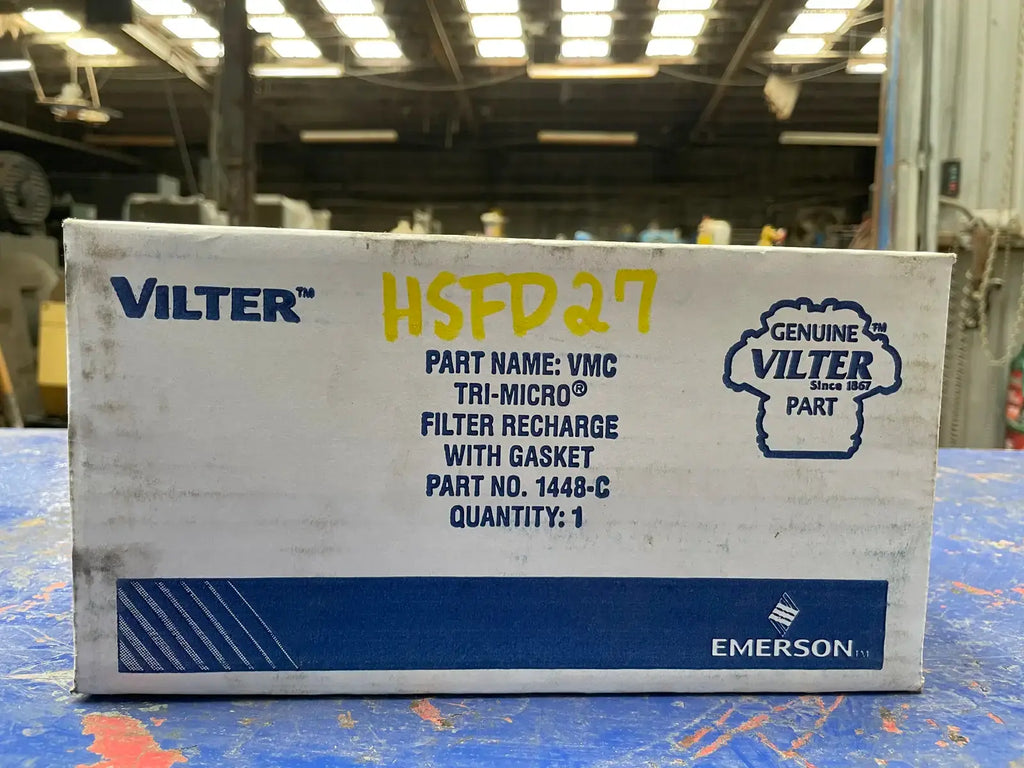 VILTER™
HSFD27
PART NAME: VMC
TRI-MICRO®
FILTER RECHARGE
WITH GASKET
PART NO. 1448-C
QUANTITY: 1
GENUINE™
VILTER
Since 1867
PART
EMERSON™